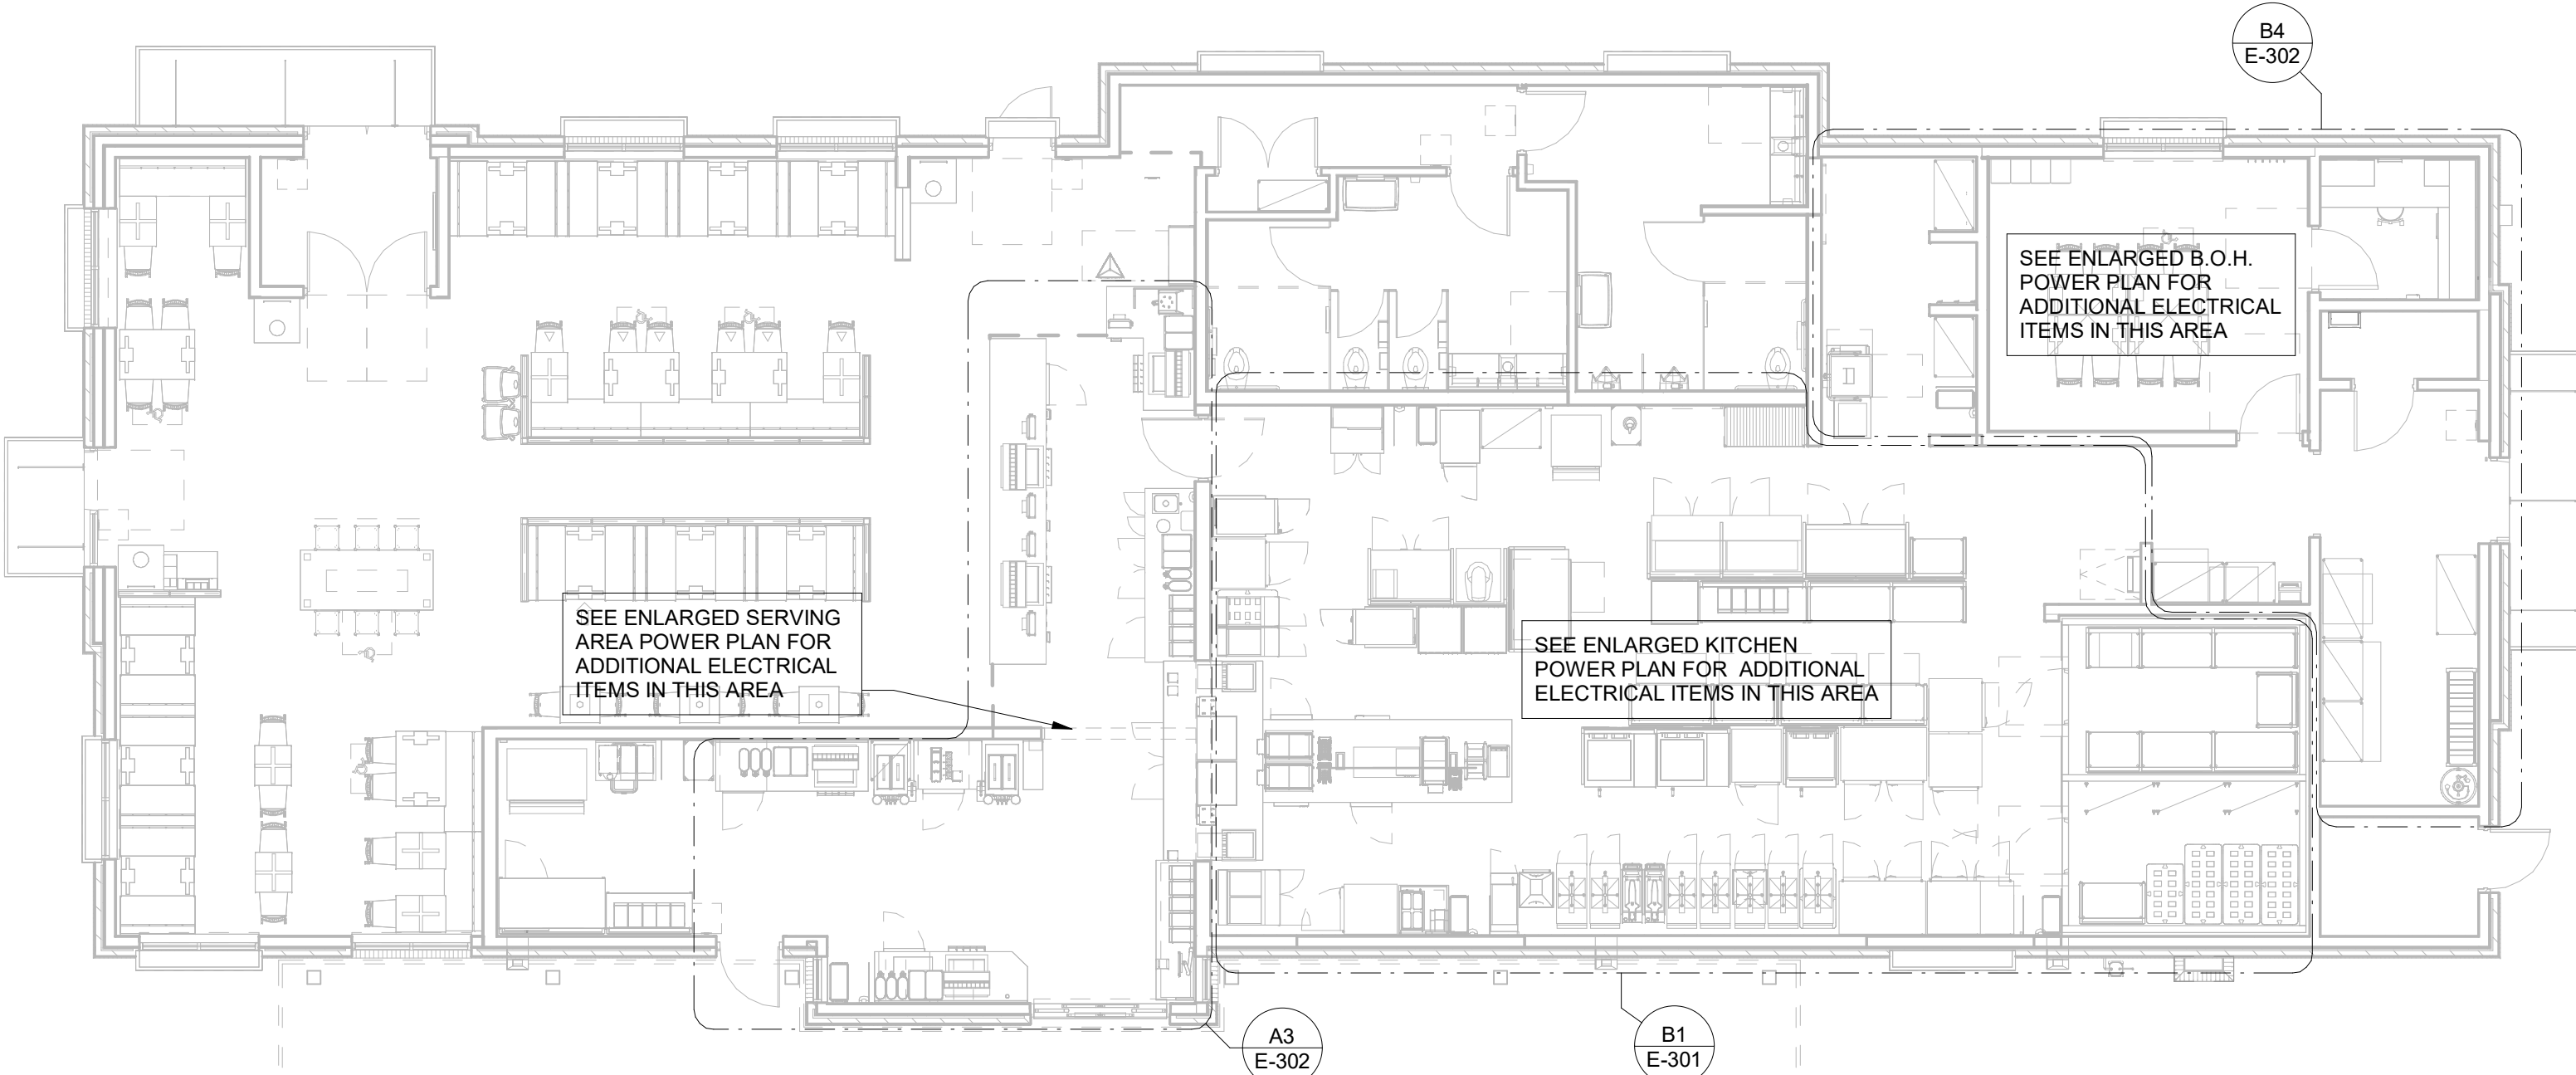 B4
E-302
SEE ENLARGED B.O.H.
POWER PLAN FOR
ADDITIONAL ELECTRICAL
ITEMS IN THIS AREA
SEE ENLARGED SERVING
AREA POWER PLAN FOR
ADDITIONAL ELECTRICAL
ITEMS IN THIS AREA
SEE ENLARGED KITCHEN
POWER PLAN FOR ADDITIONAL
ELECTRICAL ITEMS IN THIS AREA
A3
E-302
B1
E-301